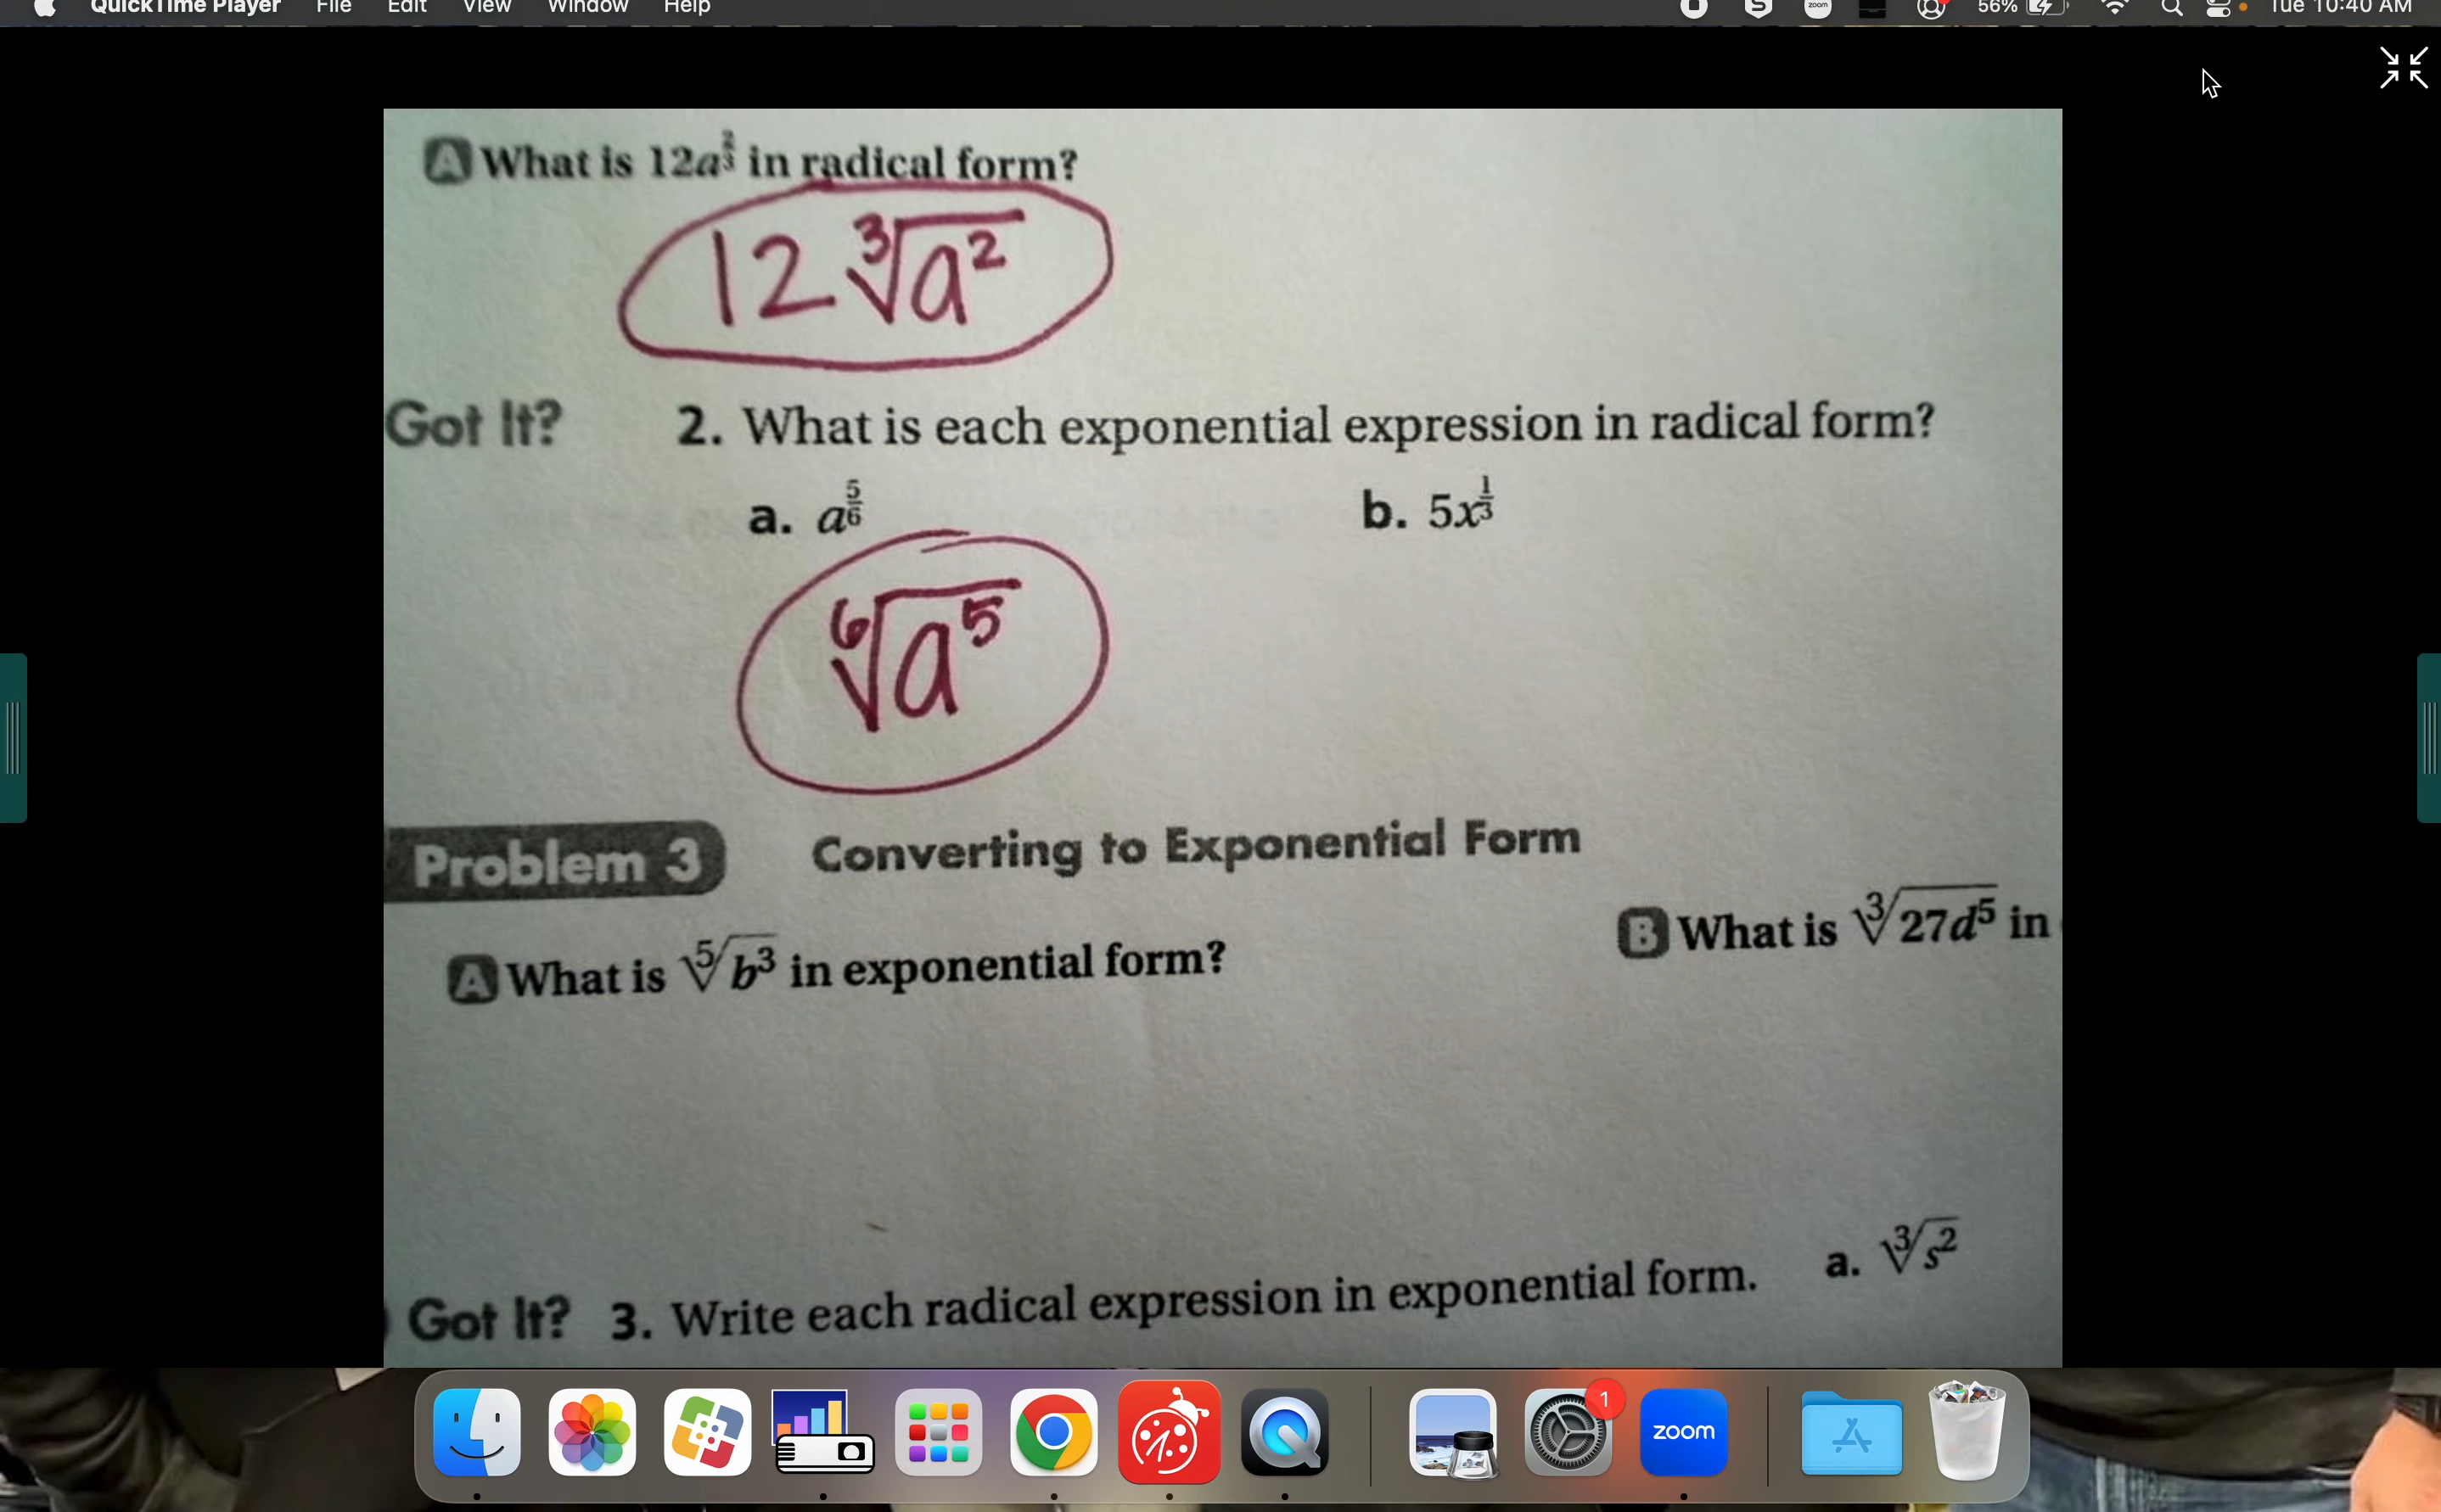 QuickTime Player File Edit View Window Help 56% Tue 10:40 AM
A What is 12a^{2/3} in radical form?
12 ∛a²
Got It? 2. What is each exponential expression in radical form?
a. a^{5/6} b. 5x^{1/3}
⁶√a⁵
Problem 3 Converting to Exponential Form
A What is ⁵√b³ in exponential form? B What is ³√27d⁵ in
Got It? 3. Write each radical expression in exponential form. a. ³√s²
1
zoom